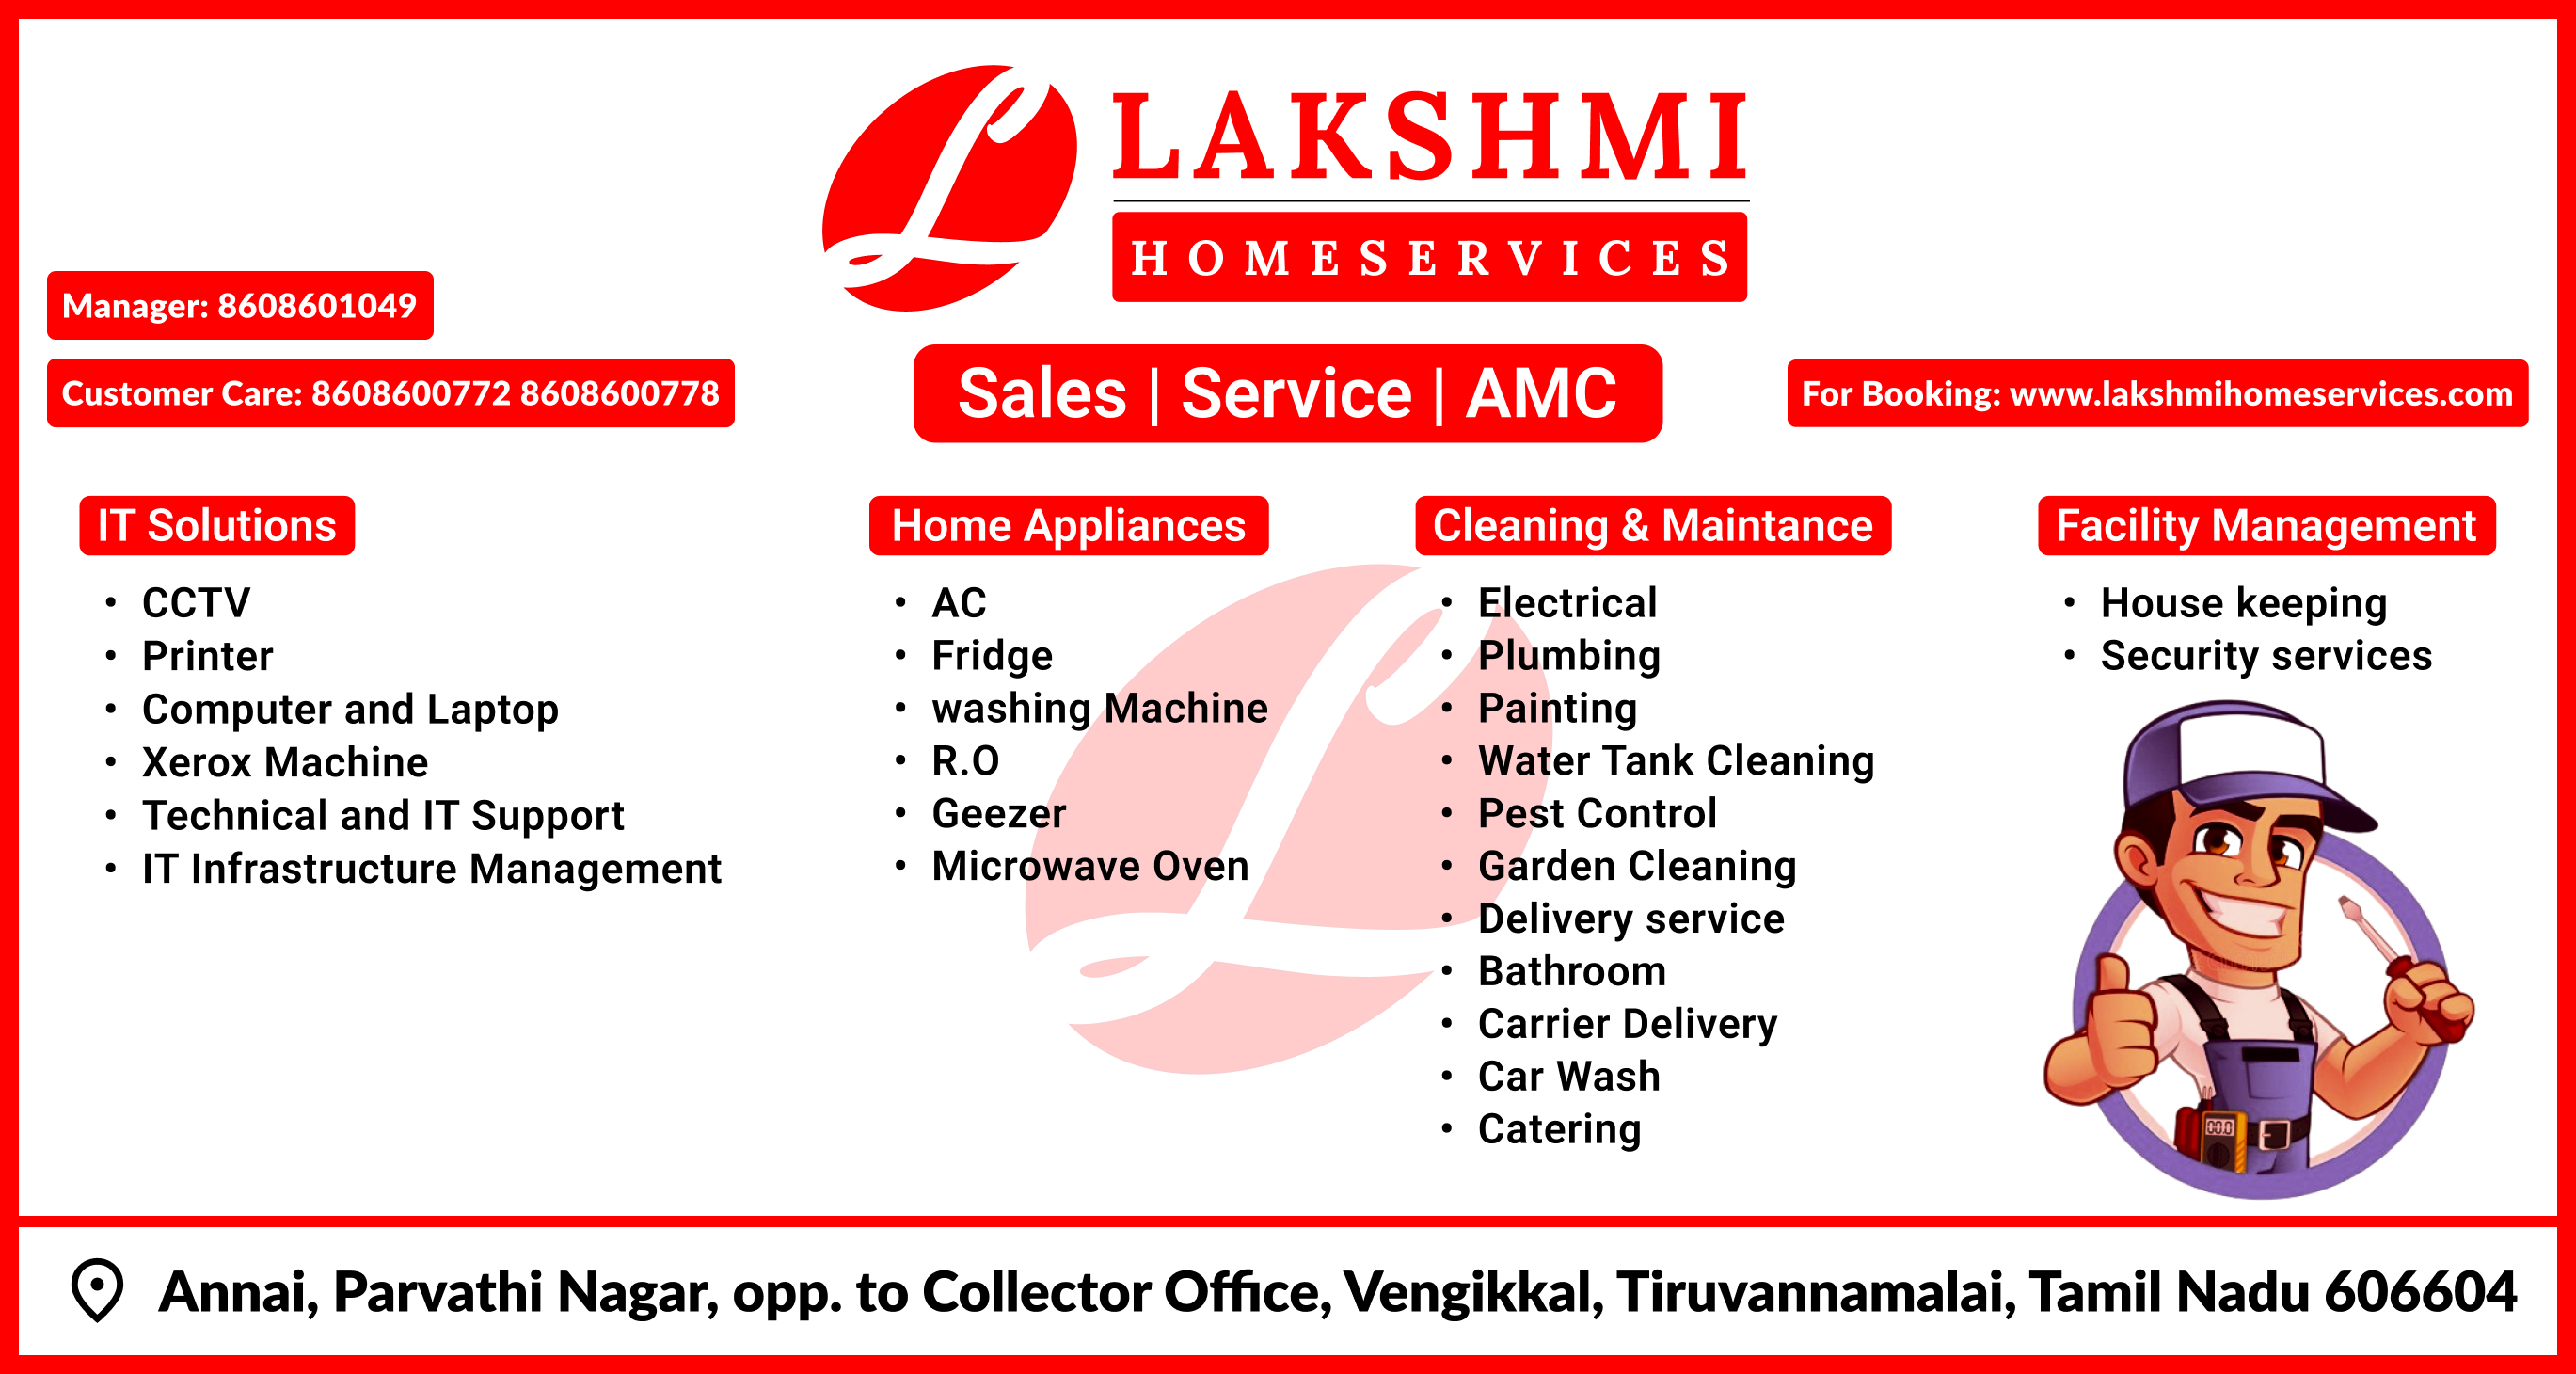 LAKSHMI
HOMESERVICES
Manager: 8608601049
Customer Care: 8608600772 8608600778
Sales | Service | AMC
For Booking: www.lakshmihomeservices.com
IT Solutions
• CCTV
• Printer
• Computer and Laptop
• Xerox Machine
• Technical and IT Support
• IT Infrastructure Management
Home Appliances
• AC
• Fridge
• washing Machine
• R.O
• Geezer
• Microwave Oven
Cleaning & Maintance
• Electrical
• Plumbing
• Painting
• Water Tank Cleaning
• Pest Control
• Garden Cleaning
• Delivery service
• Bathroom
• Carrier Delivery
• Car Wash
• Catering
Facility Management
• House keeping
• Security services
00.0
Annai, Parvathi Nagar, opp. to Collector Office, Vengikkal, Tiruvannamalai, Tamil Nadu 606604